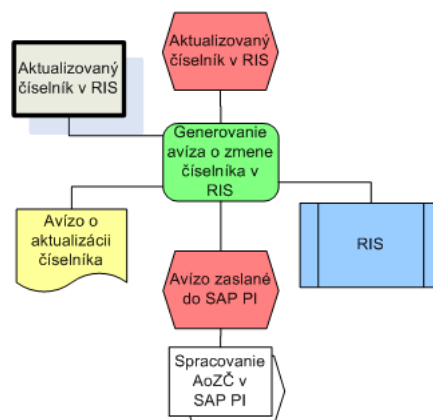 Aktualizovaný
číselník v RIS
Aktualizovaný
číselník v RIS
Generovanie
avíza o zmene
číselníka v
RIS
Avízo o
aktualizácii
číselníka
RIS
Avízo zaslané
do SAP PI
Spracovanie
AoZČ v
SAP PI